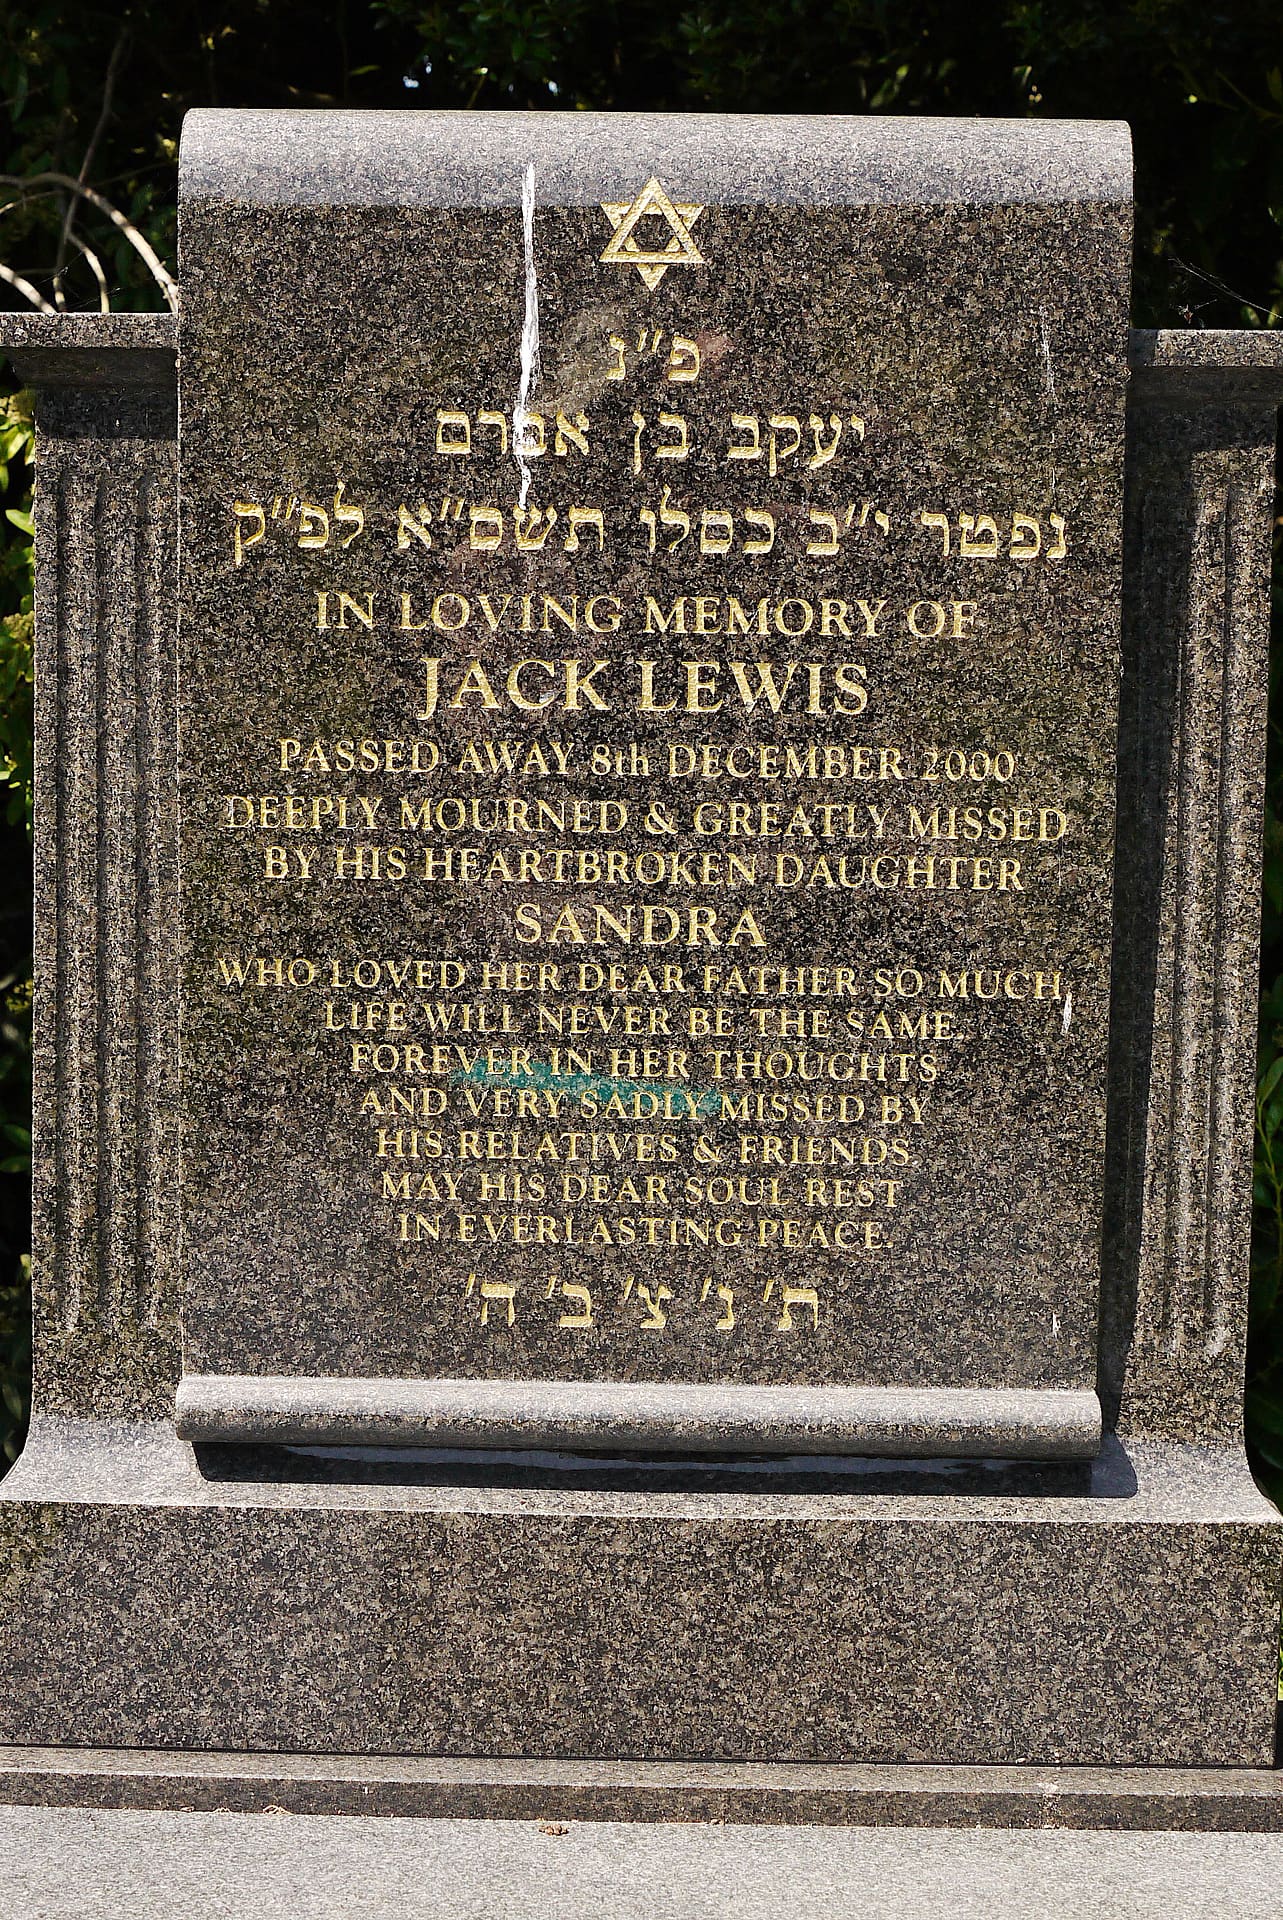 פ״נ
יעקב בן אברם
נפטר י״ב כסלו תשס״א לפ״ק
IN LOVING MEMORY OF
JACK LEWIS
PASSED AWAY 8th DECEMBER 2000
DEEPLY MOURNED & GREATLY MISSED
BY HIS HEARTBROKEN DAUGHTER
SANDRA
WHO LOVED HER DEAR FATHER SO MUCH,
LIFE WILL NEVER BE THE SAME.
FOREVER IN HER THOUGHTS
AND VERY SADLY MISSED BY
HIS RELATIVES & FRIENDS.
MAY HIS DEAR SOUL REST
IN EVERLASTING PEACE.
ת׳ נ׳ צ׳ ב׳ ה׳